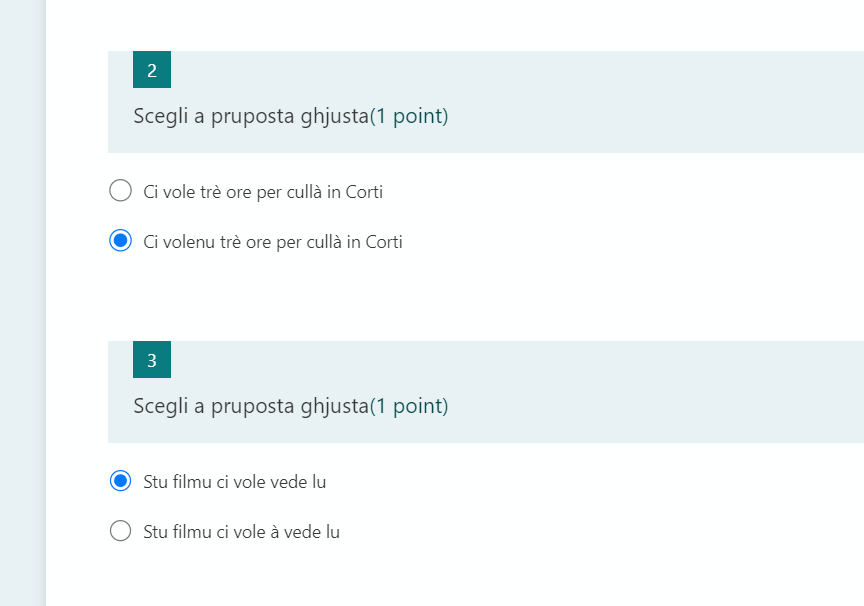 2
Scegli a pruposta ghjusta(1 point)
Ci vole trè ore per cullà in Corti
Ci volenu trè ore per cullà in Corti
3
Scegli a pruposta ghjusta(1 point)
Stu filmu ci vole vede lu
Stu filmu ci vole à vede lu